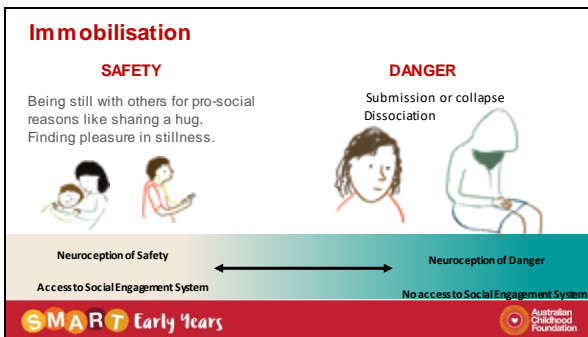 Immobilisation
SAFETY
Being still with others for pro-social
reasons like sharing a hug.
Finding pleasure in stillness.
DANGER
Submission or collapse
Dissociation
Neuroception of Safety
Access to Social Engagement System
Neuroception of Danger
No access to Social Engagement System
SMART Early Years
Australian
Childhood
Foundation